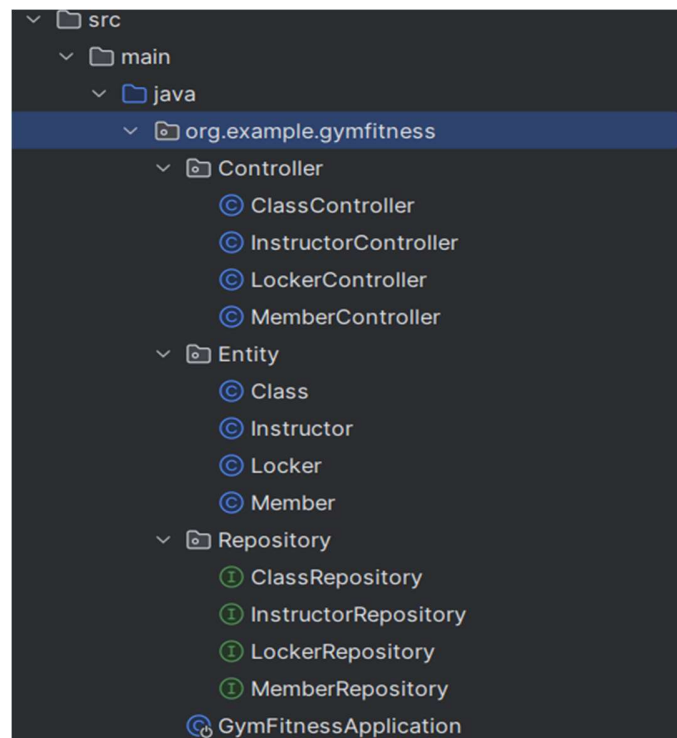 src
main
java
org.example.gymfitness
Controller
ClassController
InstructorController
LockerController
MemberController
Entity
Class
Instructor
Locker
Member
Repository
ClassRepository
InstructorRepository
LockerRepository
MemberRepository
GymFitnessApplication